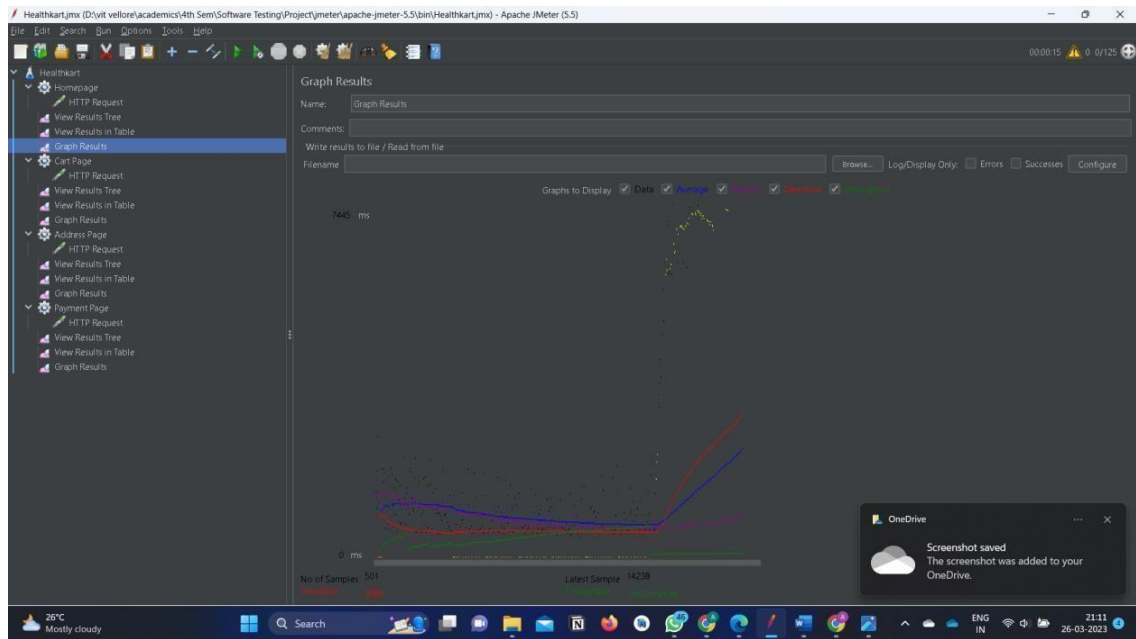 Healthkart.jmx (D:\vit vellore\academics\4th Sem\Software Testing\Project\jmeter\apache-jmeter-5.5\bin\Healthkart.jmx) - Apache JMeter (5.5)
File Edit Search Run Options Tools Help
00:00:15 0 0/125
Healthkart
Homepage
HTTP Request
View Results Tree
View Results in Table
Graph Results
Cart Page
HTTP Request
View Results Tree
View Results in Table
Graph Results
Address Page
HTTP Request
View Results Tree
View Results in Table
Graph Results
Payment Page
HTTP Request
View Results Tree
View Results in Table
Graph Results
Graph Results
Name: Graph Results
Comments:
Write results to file / Read from file
Filename Browse... Log/Display Only: Errors Successes Configure
Graphs to Display Data Average Median Deviation Throughput
7445 ms
0 ms
No of Samples 501
Latest Sample 14238
Deviation
Throughput
OneDrive
Screenshot saved
The screenshot was added to your
OneDrive.
26°C
Mostly cloudy
Search
ENG
IN
21:11
26-03-2023